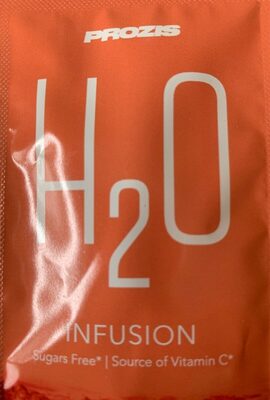 PROZIS
H2O
INFUSION
Sugars Free* | Source of Vitamin C*